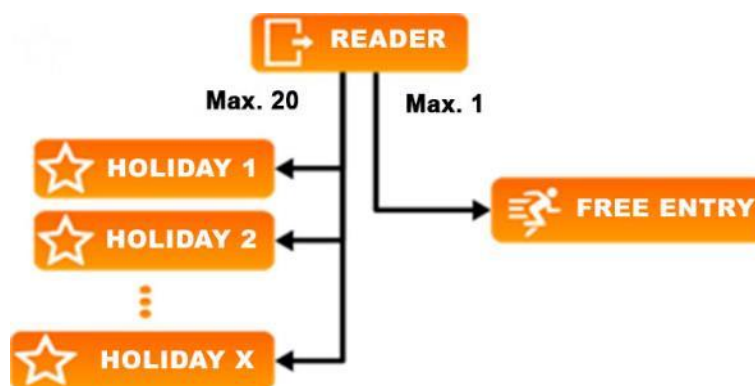 READER
Max. 20
Max. 1
HOLIDAY 1
FREE ENTRY
HOLIDAY 2
HOLIDAY X